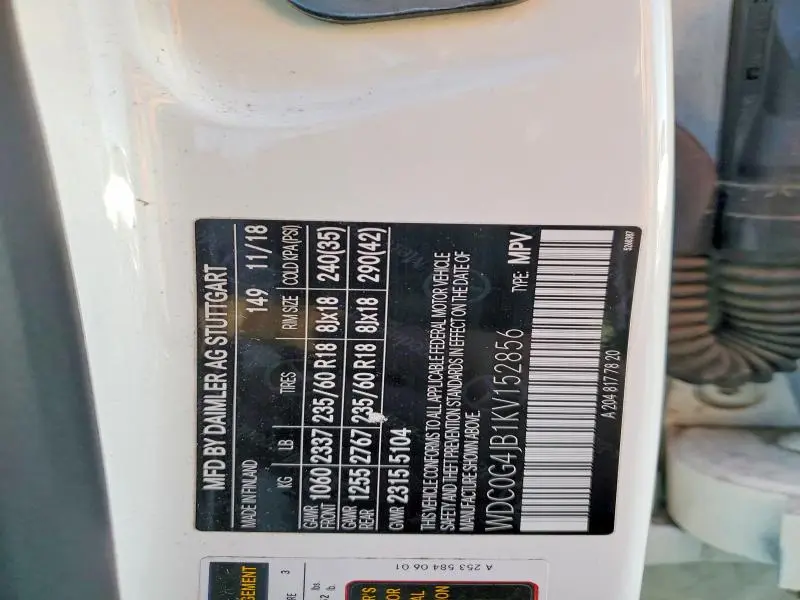 MFD BY DAIMLER AG STUTTGART
MADE IN FINLAND 149 11/18
KG LB TIRES RIM SIZE COLD KPA(PSI)
GAWR FRONT 1060 2337 235/60 R18 8Jx18 240(35)
GAWR REAR 1255 2767 235/60 R18 8Jx18 290(42)
GVWR 2315 5104
THIS VEHICLE CONFORMS TO ALL APPLICABLE FEDERAL MOTOR VEHICLE
SAFETY AND THEFT PREVENTION STANDARDS IN EFFECT ON THE DATE OF
MANUFACTURE SHOWN ABOVE.
WDC0G4JB1KV152856 TYPE: MPV
A 204 817 78 20
A 253 584 06 01
3
lbs.
lb.